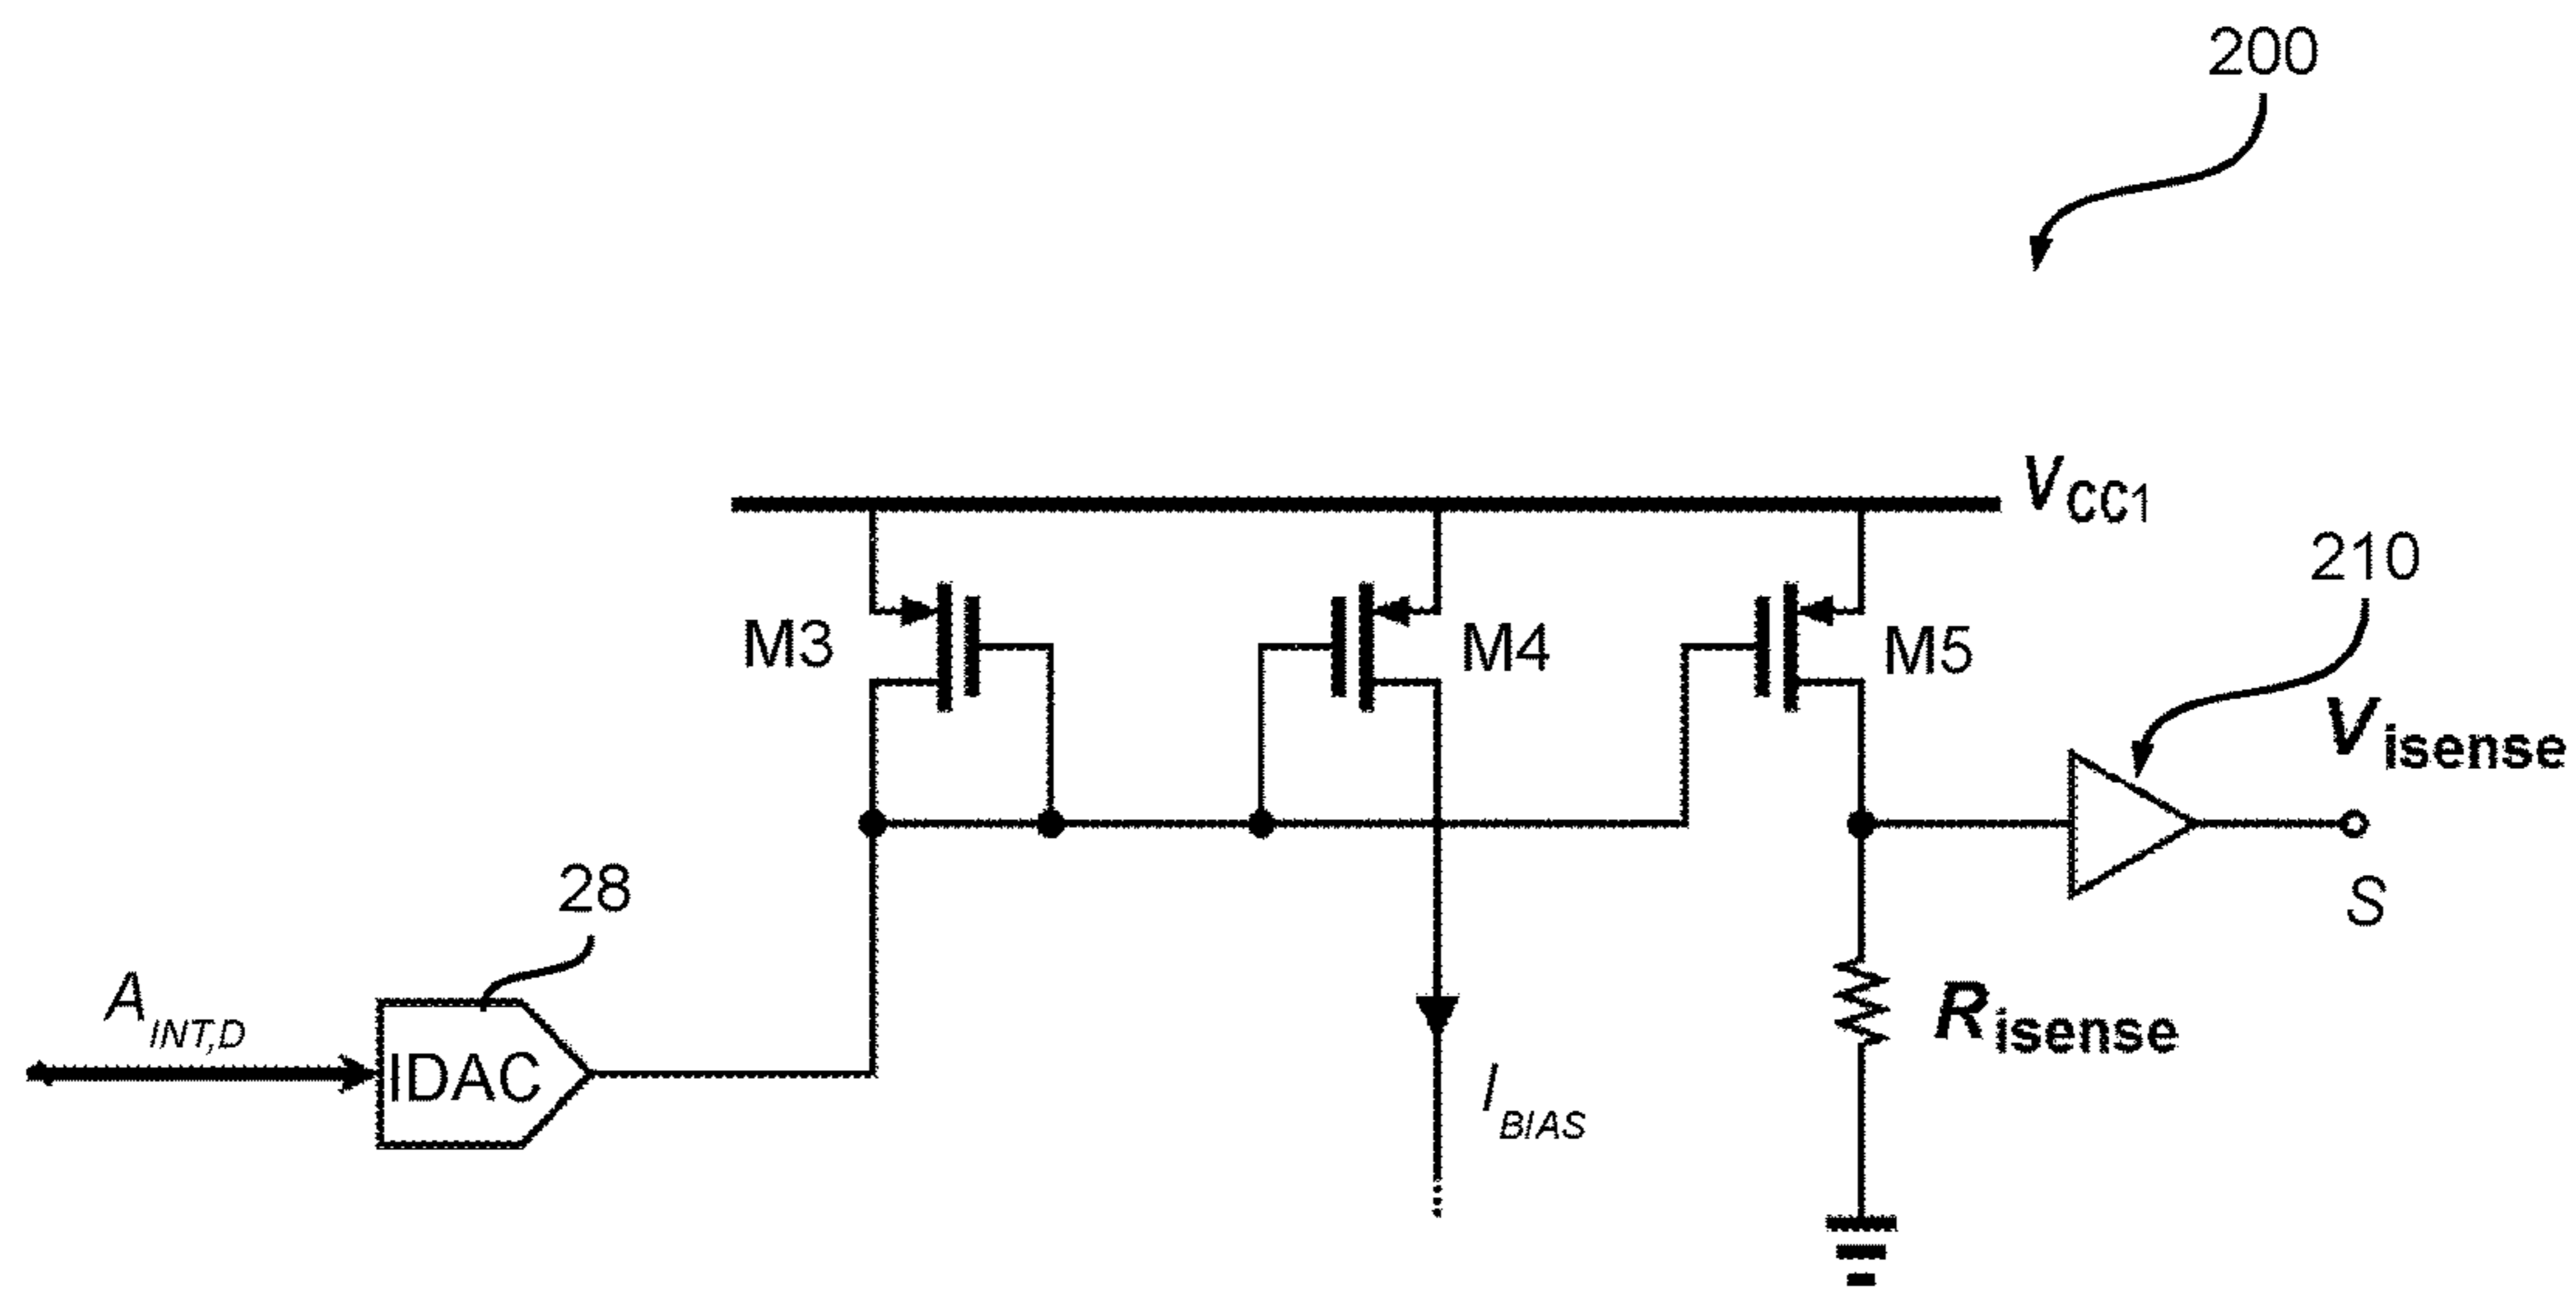 200
VCC1
210
M3
M4
M5
Visense
28
S
AINT,D
IDAC
Risense
IBIAS